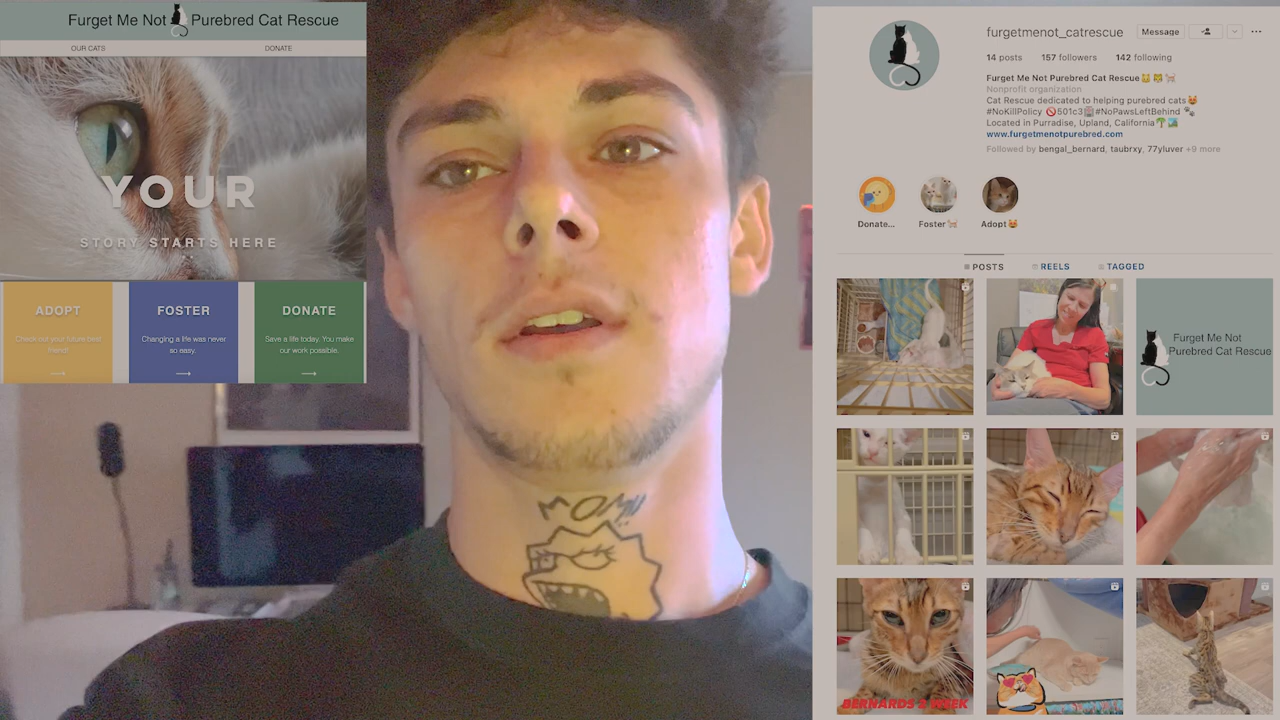 Furget Me Not Purebred Cat Rescue
OUR CATS
DONATE
YOUR
STORY STARTS HERE
ADOPT
Check out your future best
friend!
FOSTER
Changing a life was never
so easy.
DONATE
Save a life today. You make
our work possible.
MOM
furgetmenot_catrescue
Message
14 posts 157 followers 142 following
Furget Me Not Purebred Cat Rescue
Nonprofit organization
Cat Rescue dedicated to helping purebred cats
#NoKillPolicy 501c3 #NoPawsLeftBehind
Located in Purradise, Upland, California
www.furgetmenotpurebred.com
Followed by bengal_bernard, taubrxy, 77yluver +9 more
Donate...
Foster
Adopt
POSTS
REELS
TAGGED
Furget Me Not
Purebred Cat Rescue